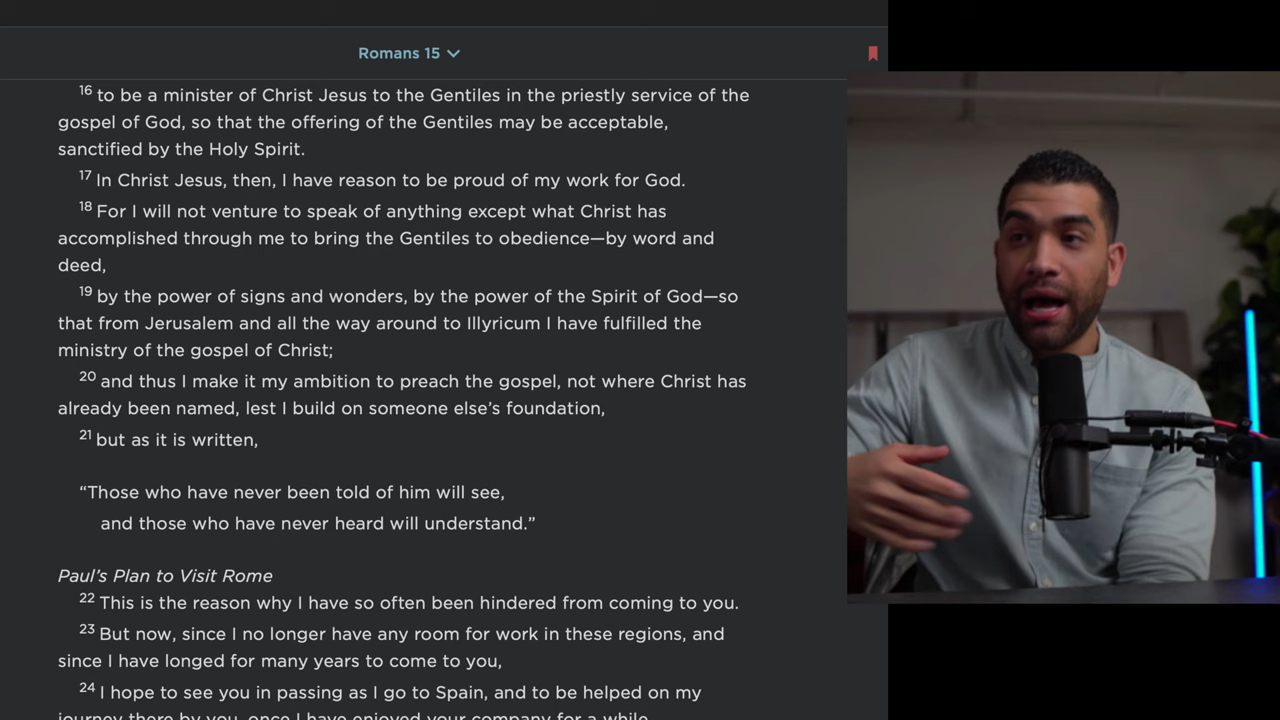 Romans 15
16 to be a minister of Christ Jesus to the Gentiles in the priestly service of the
gospel of God, so that the offering of the Gentiles may be acceptable,
sanctified by the Holy Spirit.
17 In Christ Jesus, then, I have reason to be proud of my work for God.
18 For I will not venture to speak of anything except what Christ has
accomplished through me to bring the Gentiles to obedience—by word and
deed,
19 by the power of signs and wonders, by the power of the Spirit of God—so
that from Jerusalem and all the way around to Illyricum I have fulfilled the
ministry of the gospel of Christ;
20 and thus I make it my ambition to preach the gospel, not where Christ has
already been named, lest I build on someone else’s foundation,
21 but as it is written,
“Those who have never been told of him will see,
and those who have never heard will understand.”
Paul’s Plan to Visit Rome
22 This is the reason why I have so often been hindered from coming to you.
23 But now, since I no longer have any room for work in these regions, and
since I have longed for many years to come to you,
24 I hope to see you in passing as I go to Spain, and to be helped on my
journey there by you, once I have enjoyed your company for a while.